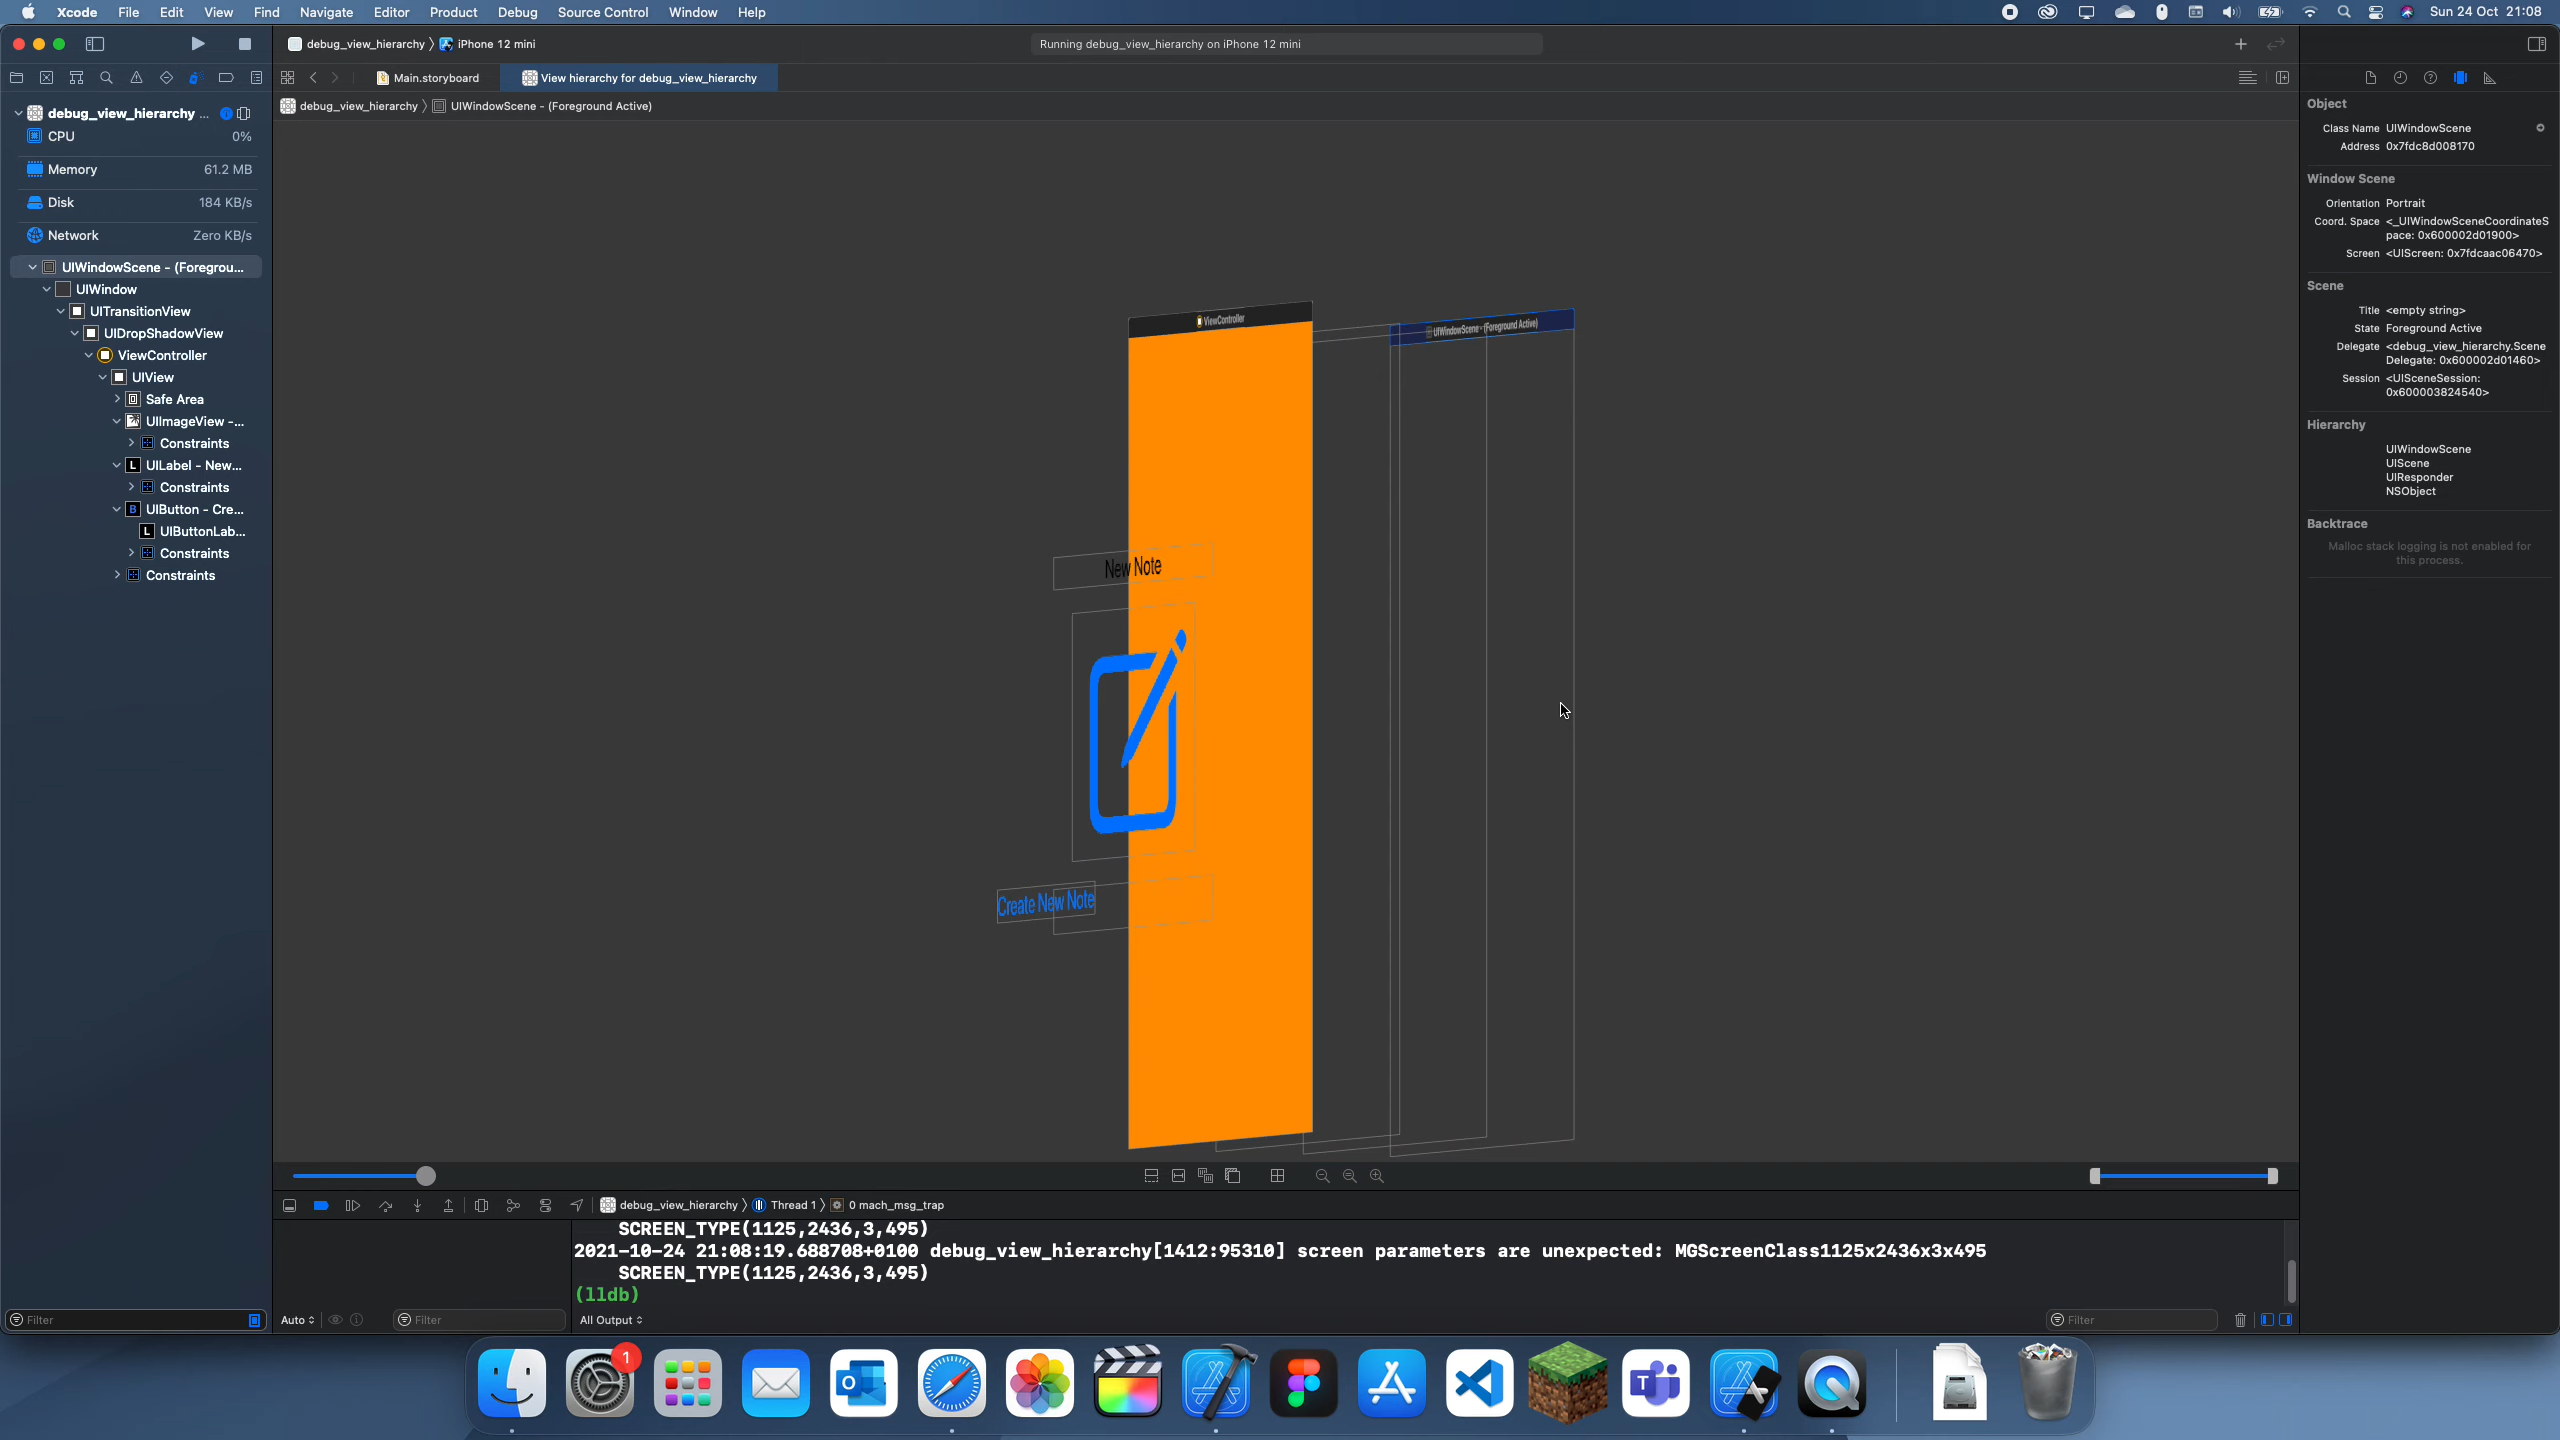 Xcode File Edit View Find Navigate Editor Product Debug Source Control Window Help
Sun 24 Oct 21:08
debug_view_hierarchy 〉 iPhone 12 mini
Running debug_view_hierarchy on iPhone 12 mini
Main.storyboard
View hierarchy for debug_view_hierarchy
debug_view_hierarchy 〉 UIWindowScene - (Foreground Active)
debug_view_hierarchy ...
CPU 0%
Memory 61.2 MB
Disk 184 KB/s
Network Zero KB/s
UIWindowScene - (Foregrou...
UIWindow
UITransitionView
UIDropShadowView
ViewController
UIView
Safe Area
UIImageView -...
Constraints
L UILabel - New...
Constraints
B UIButton - Cre...
L UIButtonLab...
Constraints
Constraints
Filter
ViewController
UIWindowScene - (Foreground Active)
New Note
Create New Note
Object
Class Name UIWindowScene
Address 0x7fdc8d008170
Window Scene
Orientation Portrait
Coord. Space <_UIWindowSceneCoordinateS
pace: 0x600002d01900>
Screen <UIScreen: 0x7fdcaac06470>
Scene
Title <empty string>
State Foreground Active
Delegate <debug_view_hierarchy.Scene
Delegate: 0x600002d01460>
Session <UISceneSession:
0x600003824540>
Hierarchy
UIWindowScene
UIScene
UIResponder
NSObject
Backtrace
Malloc stack logging is not enabled for
this process.
debug_view_hierarchy 〉 Thread 1 〉 0 mach_msg_trap
SCREEN_TYPE(1125,2436,3,495)
2021-10-24 21:08:19.688708+0100 debug_view_hierarchy[1412:95310] screen parameters are unexpected: MGScreenClass1125x2436x3x495
SCREEN_TYPE(1125,2436,3,495)
(lldb)
Auto
Filter
All Output
Filter
1